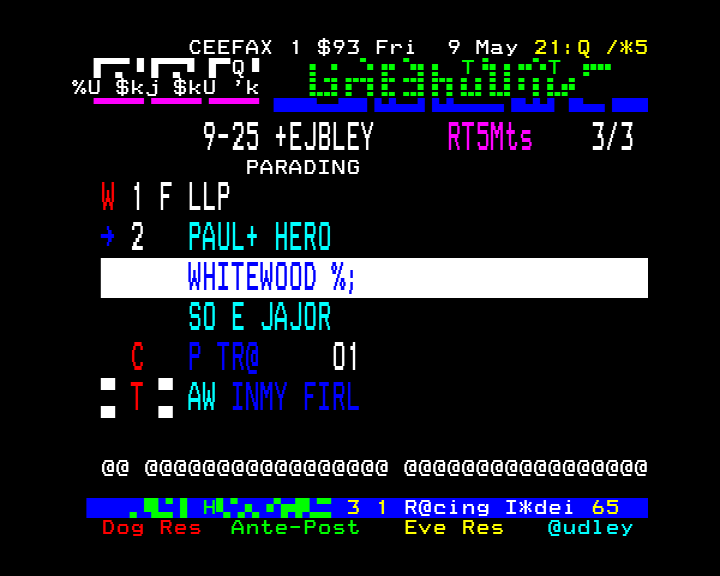 CEEFAX 1 $93 Fri 9 May 21:Q /*5
Q T T
%U $kj $kU 'k
9-25 +EJBLEY RT5Mts 3/3
PARADING
W 1 F LLP
→ 2 PAUL+ HERO
WHITEWOOD %;
SO E JAJOR
C P TR@ 01
T AW INMY FIRL
@@ @@@@@@@@@@@@@@@@@ @@@@@@@@@@@@@@@@@
H 3 1 R@cing I*dei 65
Dog Res Ante-Post Eve Res @udley